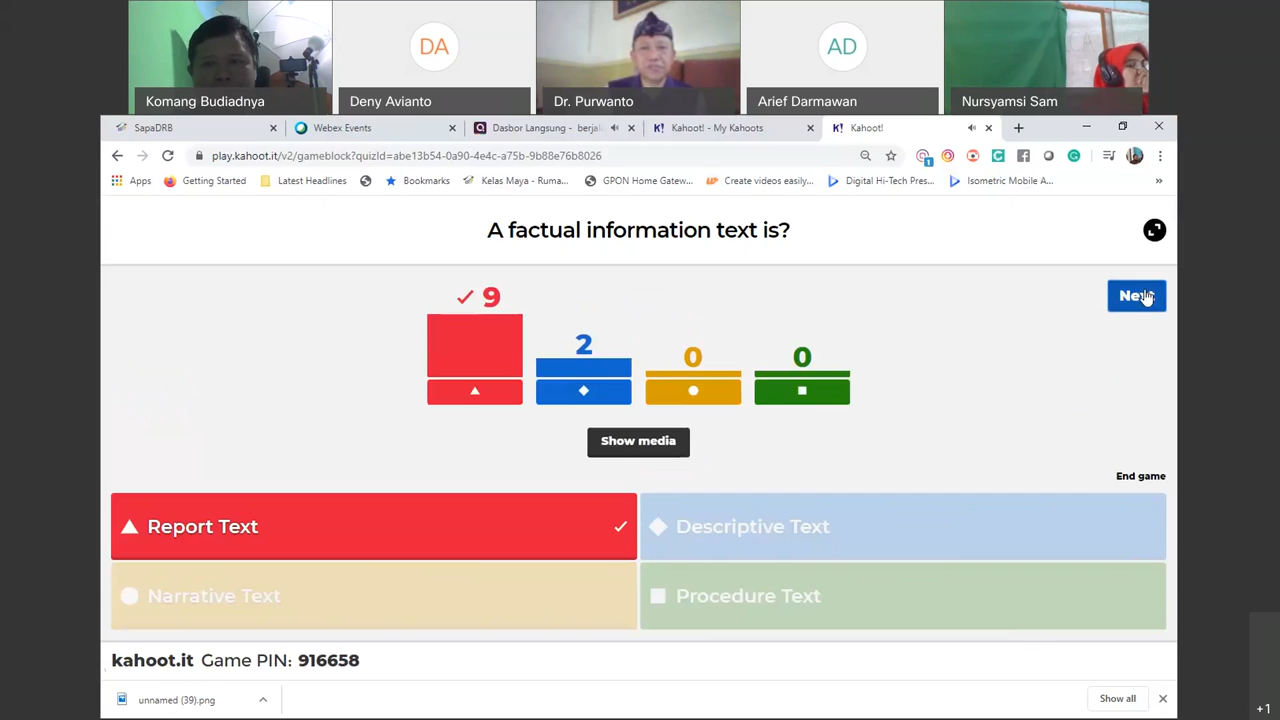 DA
AD
Komang Budiadnya
Deny Avianto
Dr. Purwanto
Arief Darmawan
Nursyamsi Sam
SapaDRB
Webex Events
Dasbor Langsung - berjal
Kahoot! - My Kahoots
Kahoot!
play.kahoot.it/v2/gameblock?quizId=abe13b54-0a90-4e4c-a75b-9b88e76b8026
1
Apps
Getting Started
Latest Headlines
Bookmarks
Kelas Maya - Ruma...
GPON Home Gatew...
Create videos easily...
Digital Hi-Tech Pres...
Isometric Mobile A...
A factual information text is?
9
2
0
0
Show media
End game
Report Text
Descriptive Text
Narrative Text
Procedure Text
kahoot.it Game PIN: 916658
unnamed (39).png
Show all
+1